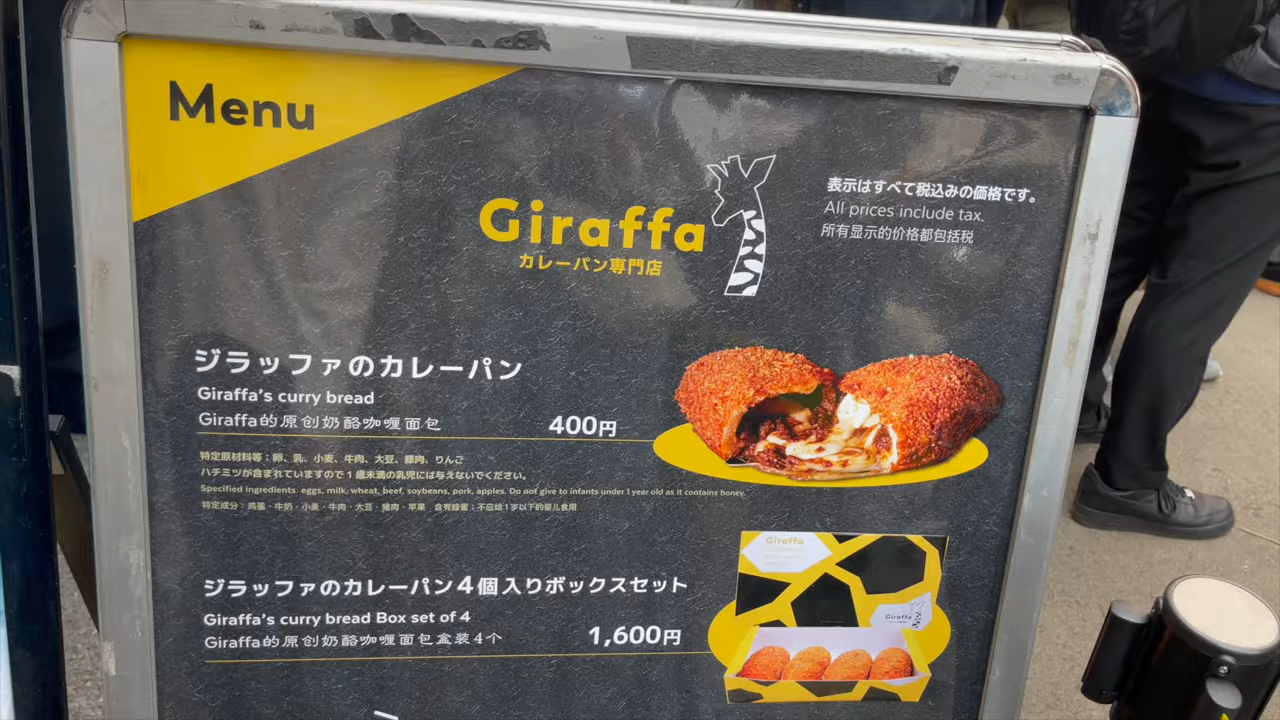 Menu
Giraffa
カレーパン専門店
表示はすべて税込みの価格です。
All prices include tax.
所有显示的价格都包括税
ジラッファのカレーパン
Giraffa's curry bread
Giraffa的原创奶酪咖喱面包
400円
特定原材料等：卵、乳、小麦、牛肉、大豆、豚肉、りんご
ハチミツが含まれていますので1歳未満の乳児には与えないでください。
Specified ingredients eggs, milk, wheat, beef, soybeans, pork, apples. Do not give to infants under 1 year old as it contains honey.
特定成分：鸡蛋・牛奶・小麦・牛肉・大豆・猪肉・苹果 含有蜂蜜；不应给1岁以下的婴儿食用
ジラッファのカレーパン4個入りボックスセット
Giraffa's curry bread Box set of 4
Giraffa的原创奶酪咖喱面包盒装4个
1,600円
Giraffa
Giraffa